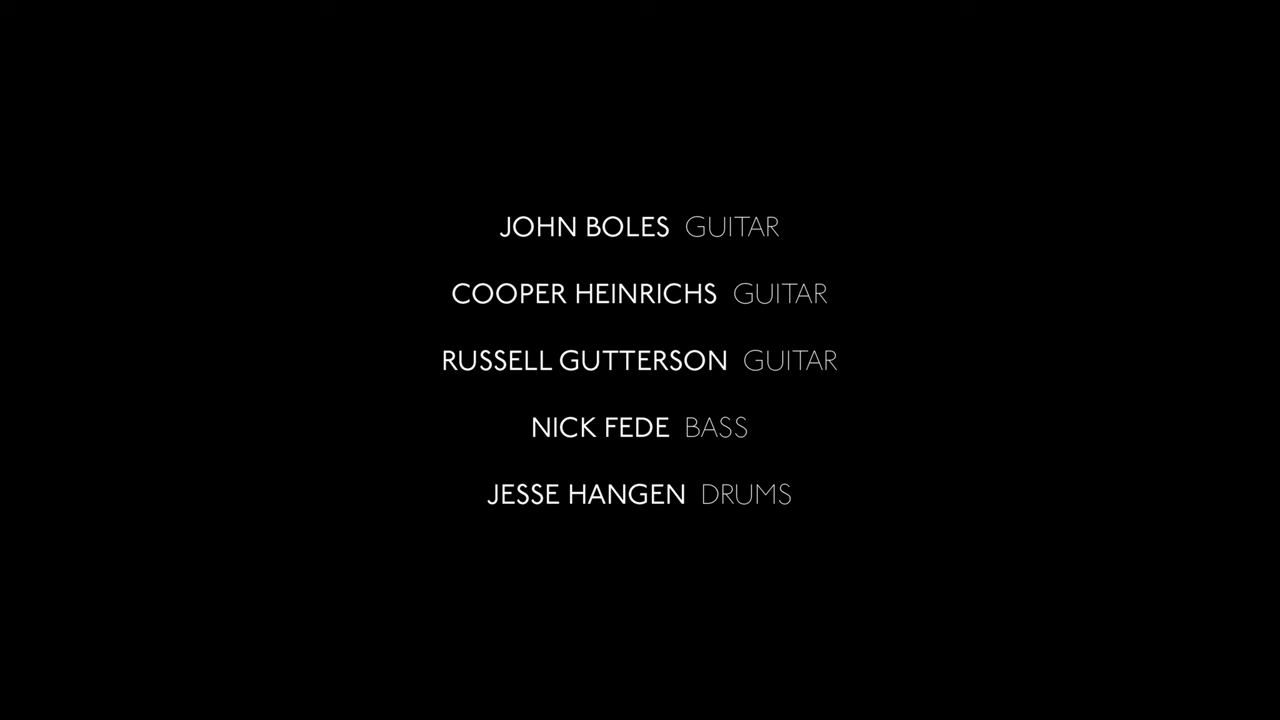 JOHN BOLES GUITAR
COOPER HEINRICHS GUITAR
RUSSELL GUTTERSON GUITAR
NICK FEDE BASS
JESSE HANGEN DRUMS